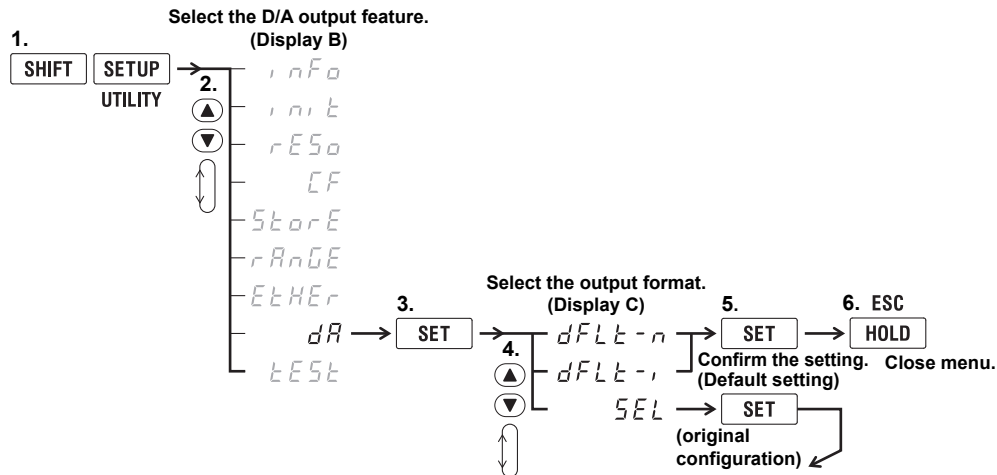 Select the D/A output feature.
(Display B)
1.
SHIFT SETUP
UTILITY
2.
inFo
init
rESo
CF
StorE
rAnGE
EtHEr
dA
tESt
3.
SET
Select the output format.
(Display C)
4.
dFLt-n
dFLt-i
SEL
5.
SET
Confirm the setting.
(Default setting)
6. ESC
HOLD
Close menu.
SET
(original
configuration)